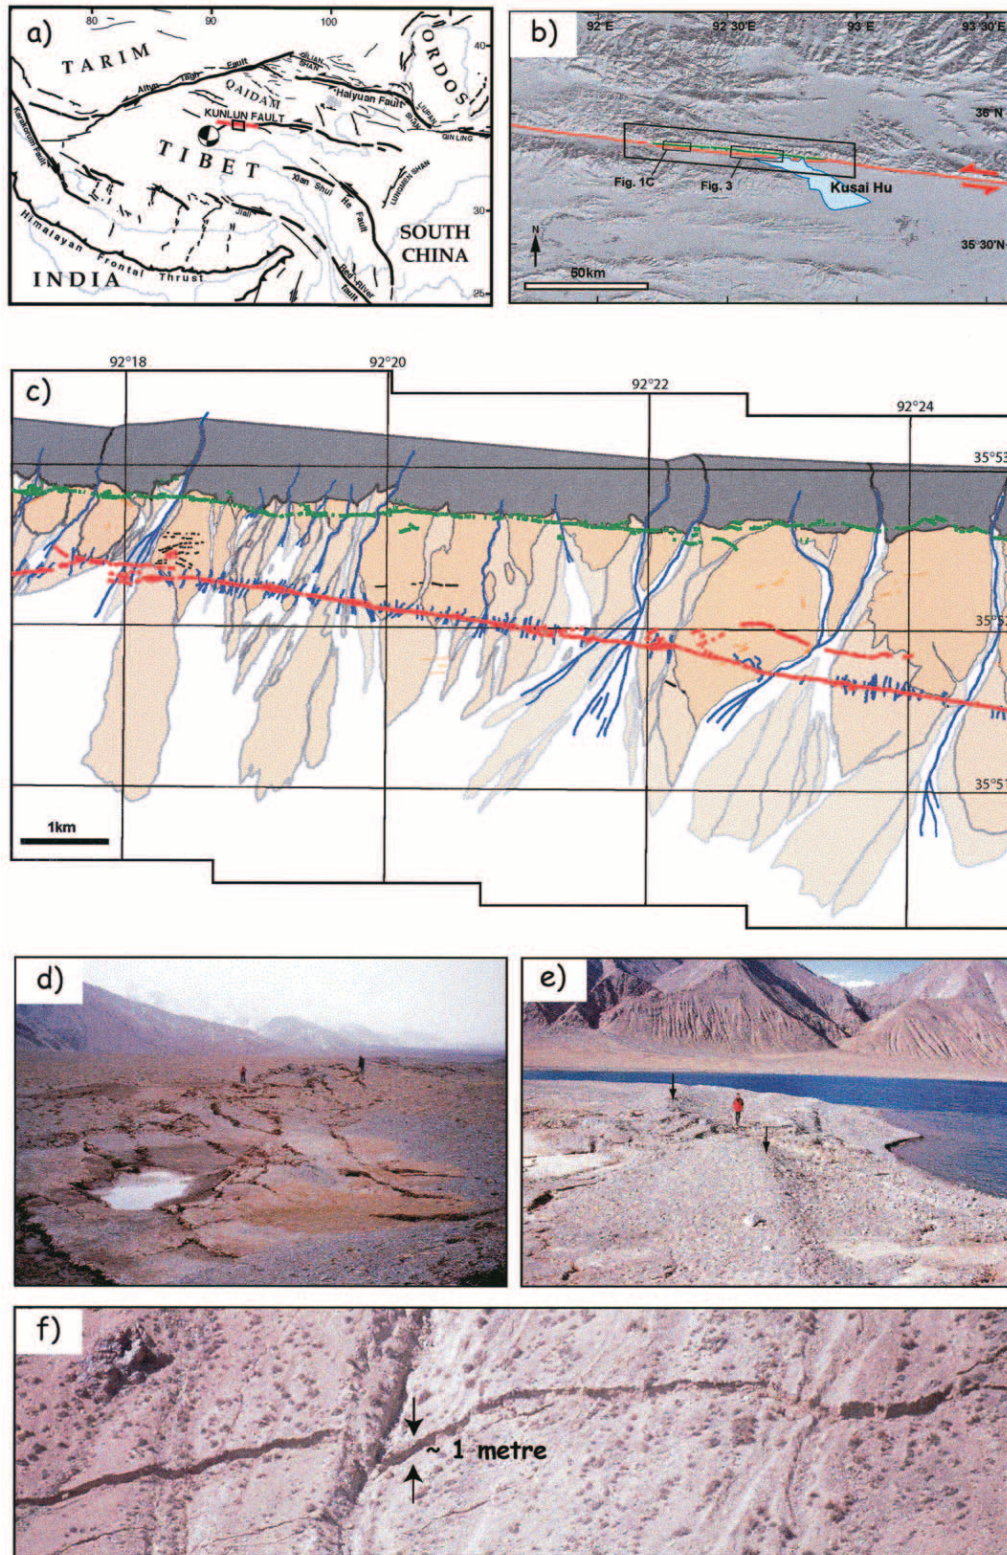 a)
80
90
100
40
TARIM
ORDOS
Altyn Tagh Fault
QILIAN
SHAN
QAIDAM
Haiyuan Fault
LIUPAN
SHAN
KUNLUN FAULT
QINLING
Karakorum Fault
TIBET
LUNGMEN SHAN
Xian Shui He Fault
30
Jiali
SOUTH
CHINA
Himalayan Frontal Thrust
INDIA
Red River
fault
25
b)
92 E
92 30'E
93 E
93 30'E
36 N
Fig. 1C
Fig. 3
Kusai Hu
N
35 30'N
50km
c)
92°18
92°20
92°22
92°24
35°53
35°52
35°51
1km
d)
e)
f)
~ 1 metre